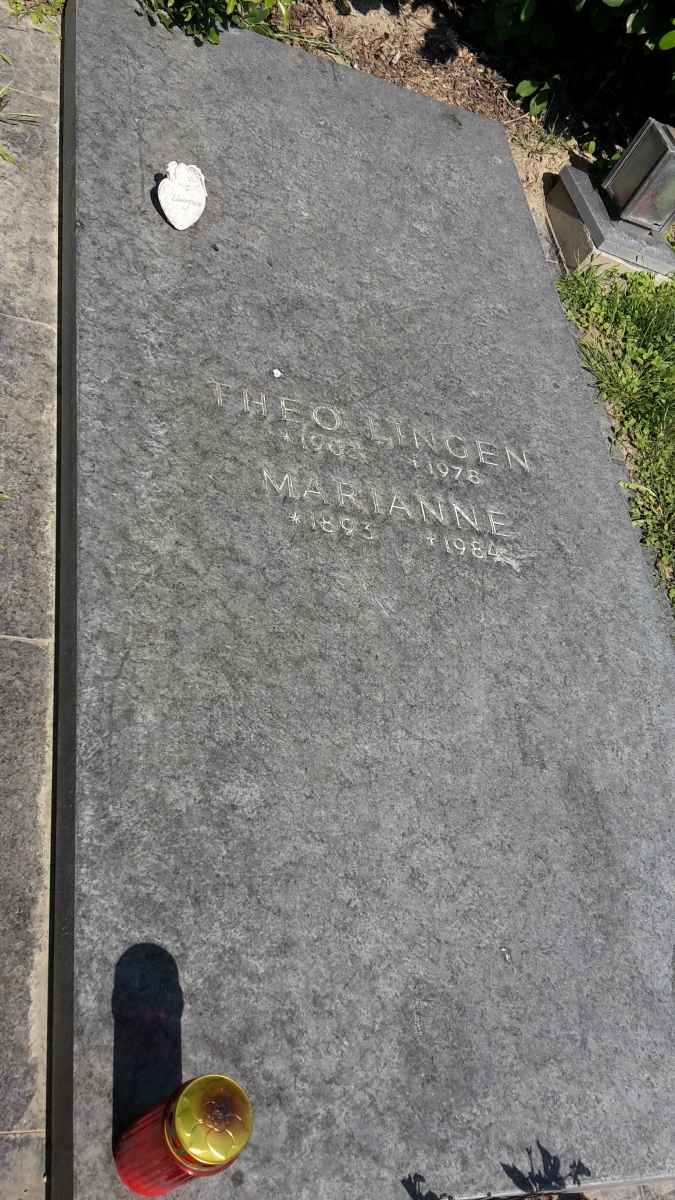 THEO LINGEN
*1903 †1978
MARIANNE
*1893 †1984